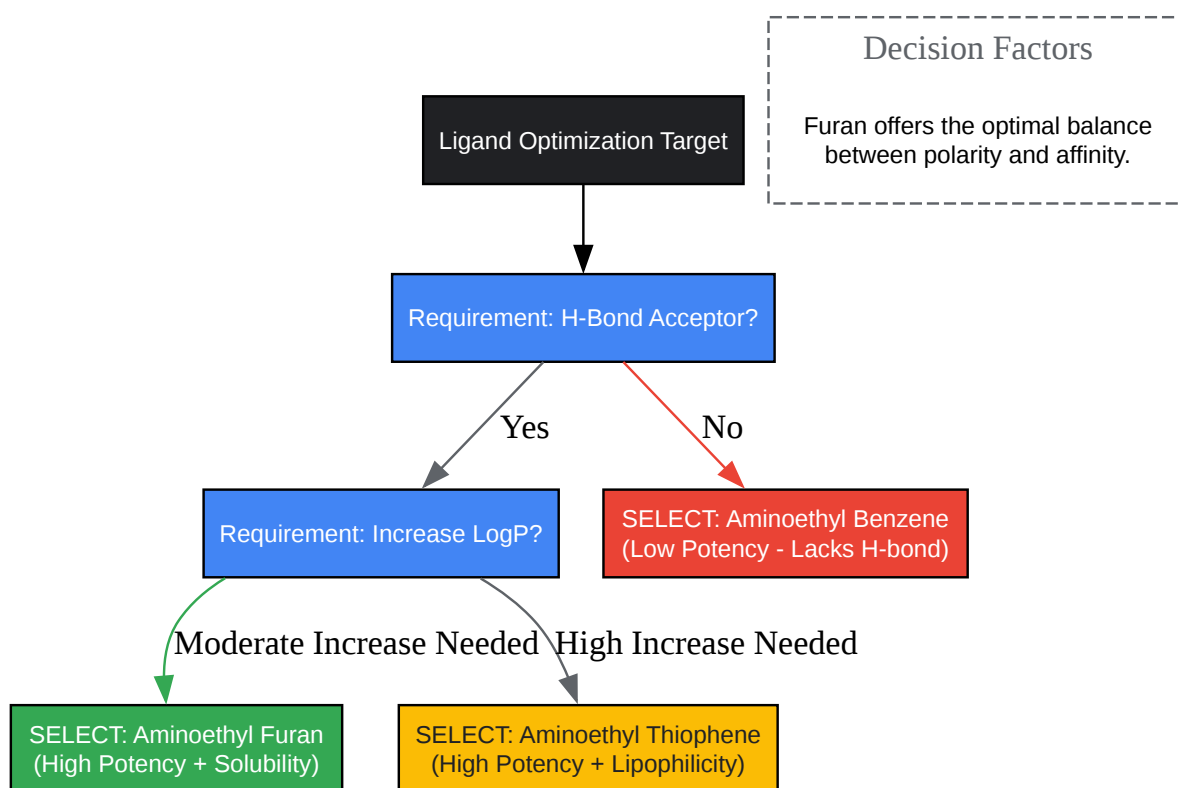 Decision Factors
Furan offers the optimal balance
between polarity and affinity.
Ligand Optimization Target
Requirement: H-Bond Acceptor?
Yes
No
Requirement: Increase LogP?
SELECT: Aminoethyl Benzene
(Low Potency - Lacks H-bond)
Moderate Increase Needed
High Increase Needed
SELECT: Aminoethyl Furan
(High Potency + Solubility)
SELECT: Aminoethyl Thiophene
(High Potency + Lipophilicity)